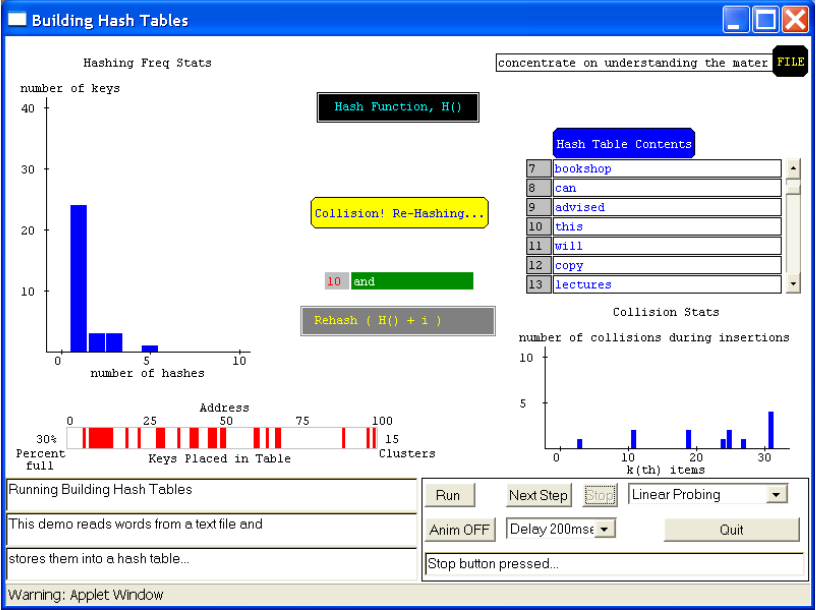 Building Hash Tables
Hashing Freq Stats
concentrate on understanding the mater
FILE
number of keys
40
30
20
10
0 5 10
number of hashes
Hash Function, H()
Collision! Re-Hashing...
10 and
Rehash ( H() + i )
Hash Table Contents
7 bookshop
8 can
9 advised
10 this
11 will
12 copy
13 lectures
Collision Stats
number of collisions during insertions
10
5
0 10 20 30
k(th) items
Address
0 25 50 75 100
30%
Percent
full
Keys Placed in Table
15
Clusters
Running Building Hash Tables
This demo reads words from a text file and
stores them into a hash table...
Run Next Step Stop Linear Probing
Anim OFF Delay 200mse Quit
Stop button pressed...
Warning: Applet Window